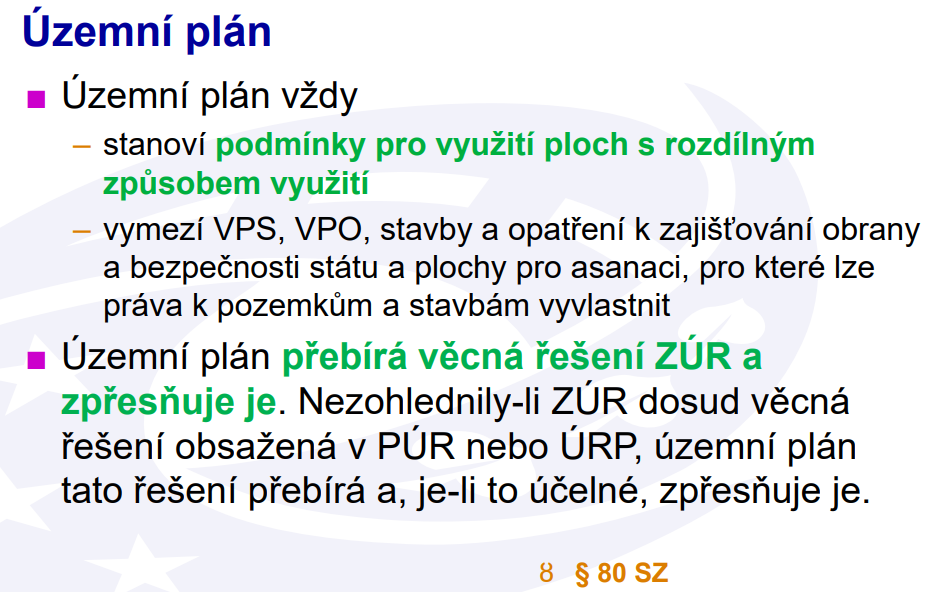 Územní plán
■ Územní plán vždy
– stanoví podmínky pro využití ploch s rozdílným
způsobem využití
– vymezí VPS, VPO, stavby a opatření k zajišťování obrany
a bezpečnosti státu a plochy pro asanaci, pro které lze
práva k pozemkům a stavbám vyvlastnit
■ Územní plán přebírá věcná řešení ZÚR a
zpřesňuje je. Nezohlednily-li ZÚR dosud věcná
řešení obsažená v PÚR nebo ÚRP, územní plán
tato řešení přebírá a, je-li to účelné, zpřesňuje je.
8 § 80 SZ